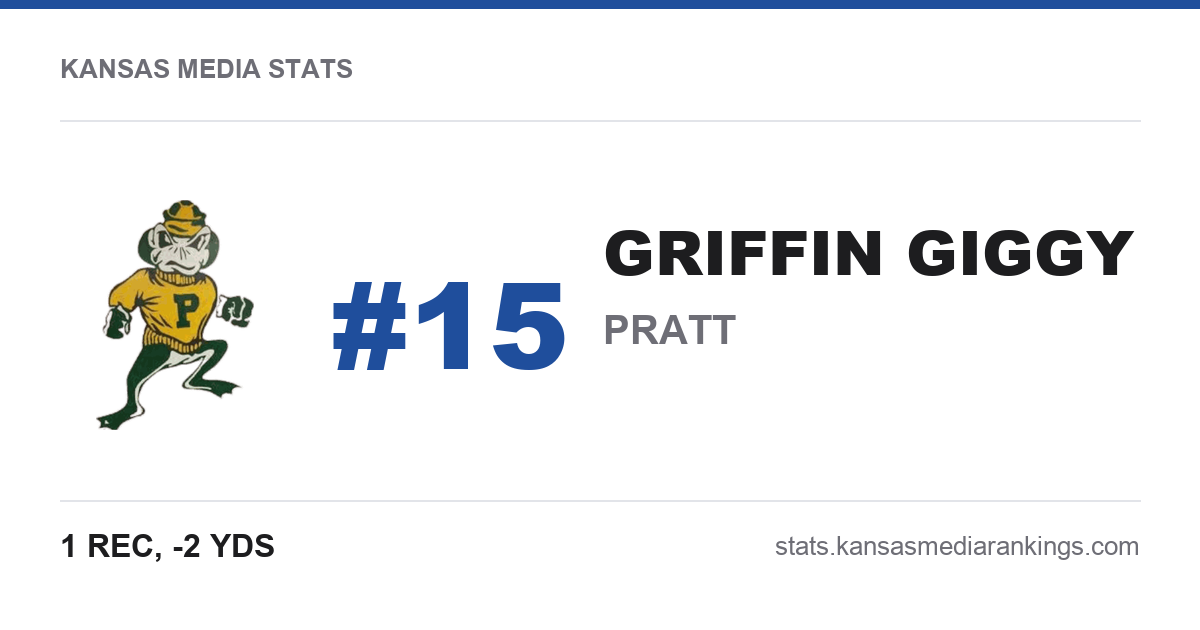 KANSAS MEDIA STATS
P
#15
GRIFFIN GIGGY
PRATT
1 REC, -2 YDS
stats.kansasmediarankings.com